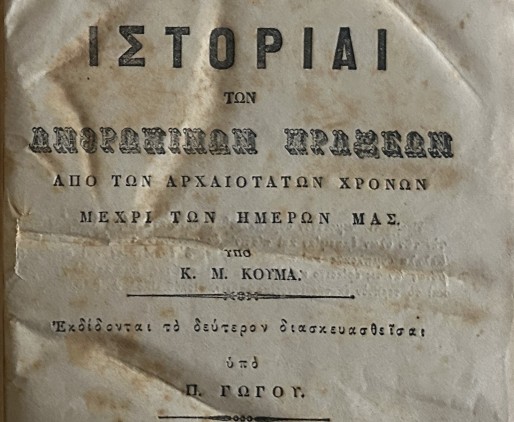 ΙΣΤΟΡΙΑΙ
ΤΩΝ
ΑΝΘΡΩΠΙΝΩΝ ΠΡΑΞΕΩΝ
ΑΠΟ ΤΩΝ ΑΡΧΑΙΟΤΑΤΩΝ ΧΡΟΝΩΝ
ΜΕΧΡΙ ΤΩΝ ΗΜΕΡΩΝ ΜΑΣ.
ΥΠΟ
Κ. Μ. ΚΟΥΜΑ.
Ἐκδίδονται τὸ δεύτερον διασκευασθεῖσαι
ὑπὸ
Π. ΓΩΓΟΥ.